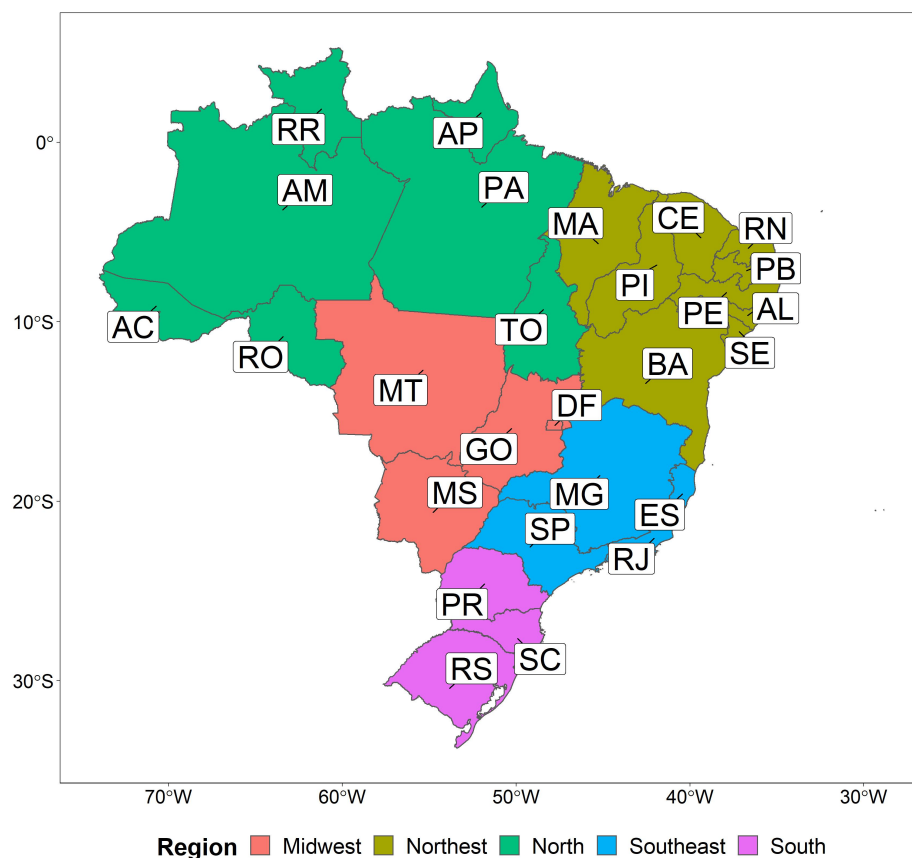 RR
AP
0°
AM
PA
MA
CE
RN
PB
PI
AL
PE
10°S
AC
TO
SE
RO
BA
MT
DF
GO
MS
MG
20°S
ES
SP
RJ
PR
SC
RS
30°S
70°W 60°W 50°W 40°W 30°W
Region Midwest Northest North Southeast South